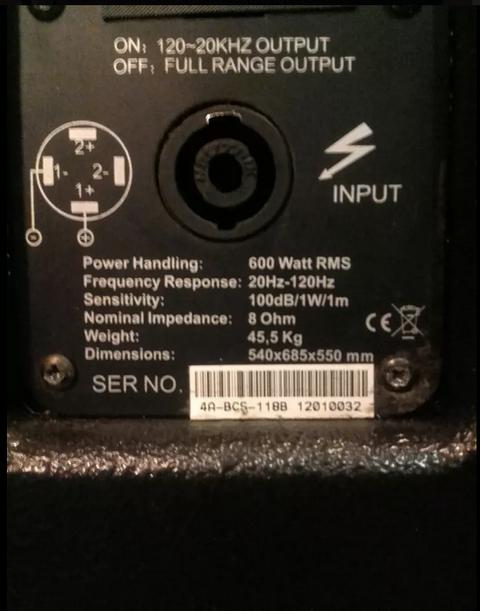 ON: 120~20KHZ OUTPUT
OFF: FULL RANGE OUTPUT
2+
1- 2-
1+
- +
NEUTRIK
INPUT
Power Handling: 600 Watt RMS
Frequency Response: 20Hz-120Hz
Sensitivity: 100dB/1W/1m
Nominal Impedance: 8 Ohm
Weight: 45,5 Kg
Dimensions: 540x685x550 mm
CE
SER NO.
4A-BCS-118B 12010032